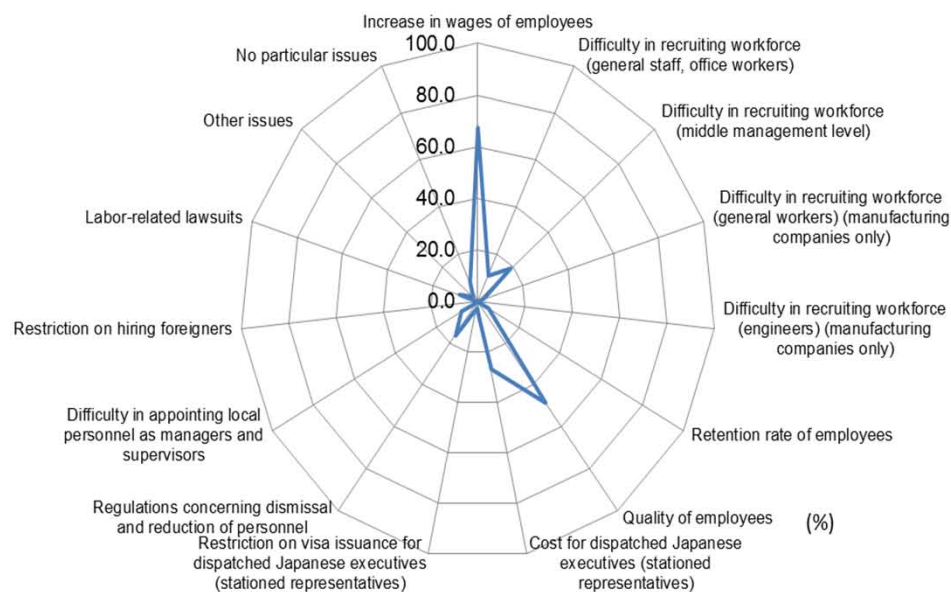 Increase in wages of employees
100.0
80.0
60.0
40.0
20.0
0.0
Difficulty in recruiting workforce
(general staff, office workers)
Difficulty in recruiting workforce
(middle management level)
Difficulty in recruiting workforce
(general workers) (manufacturing
companies only)
Difficulty in recruiting workforce
(engineers) (manufacturing
companies only)
Retention rate of employees
Quality of employees
(%)
Cost for dispatched Japanese
executives (stationed
representatives)
Restriction on visa issuance for
dispatched Japanese executives
(stationed representatives)
Regulations concerning dismissal
and reduction of personnel
Difficulty in appointing local
personnel as managers and
supervisors
Restriction on hiring foreigners
Labor-related lawsuits
Other issues
No particular issues